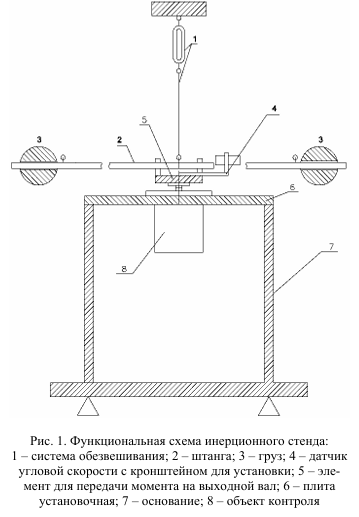 1
3
2
5
4
3
6
7
8
Рис. 1. Функциональная схема инерционного стенда:
1 – система обезвешивания; 2 – штанга; 3 – груз; 4 – датчик
угловой скорости с кронштейном для установки; 5 – эле-
мент для передачи момента на выходной вал; 6 – плита
установочная; 7 – основание; 8 – объект контроля